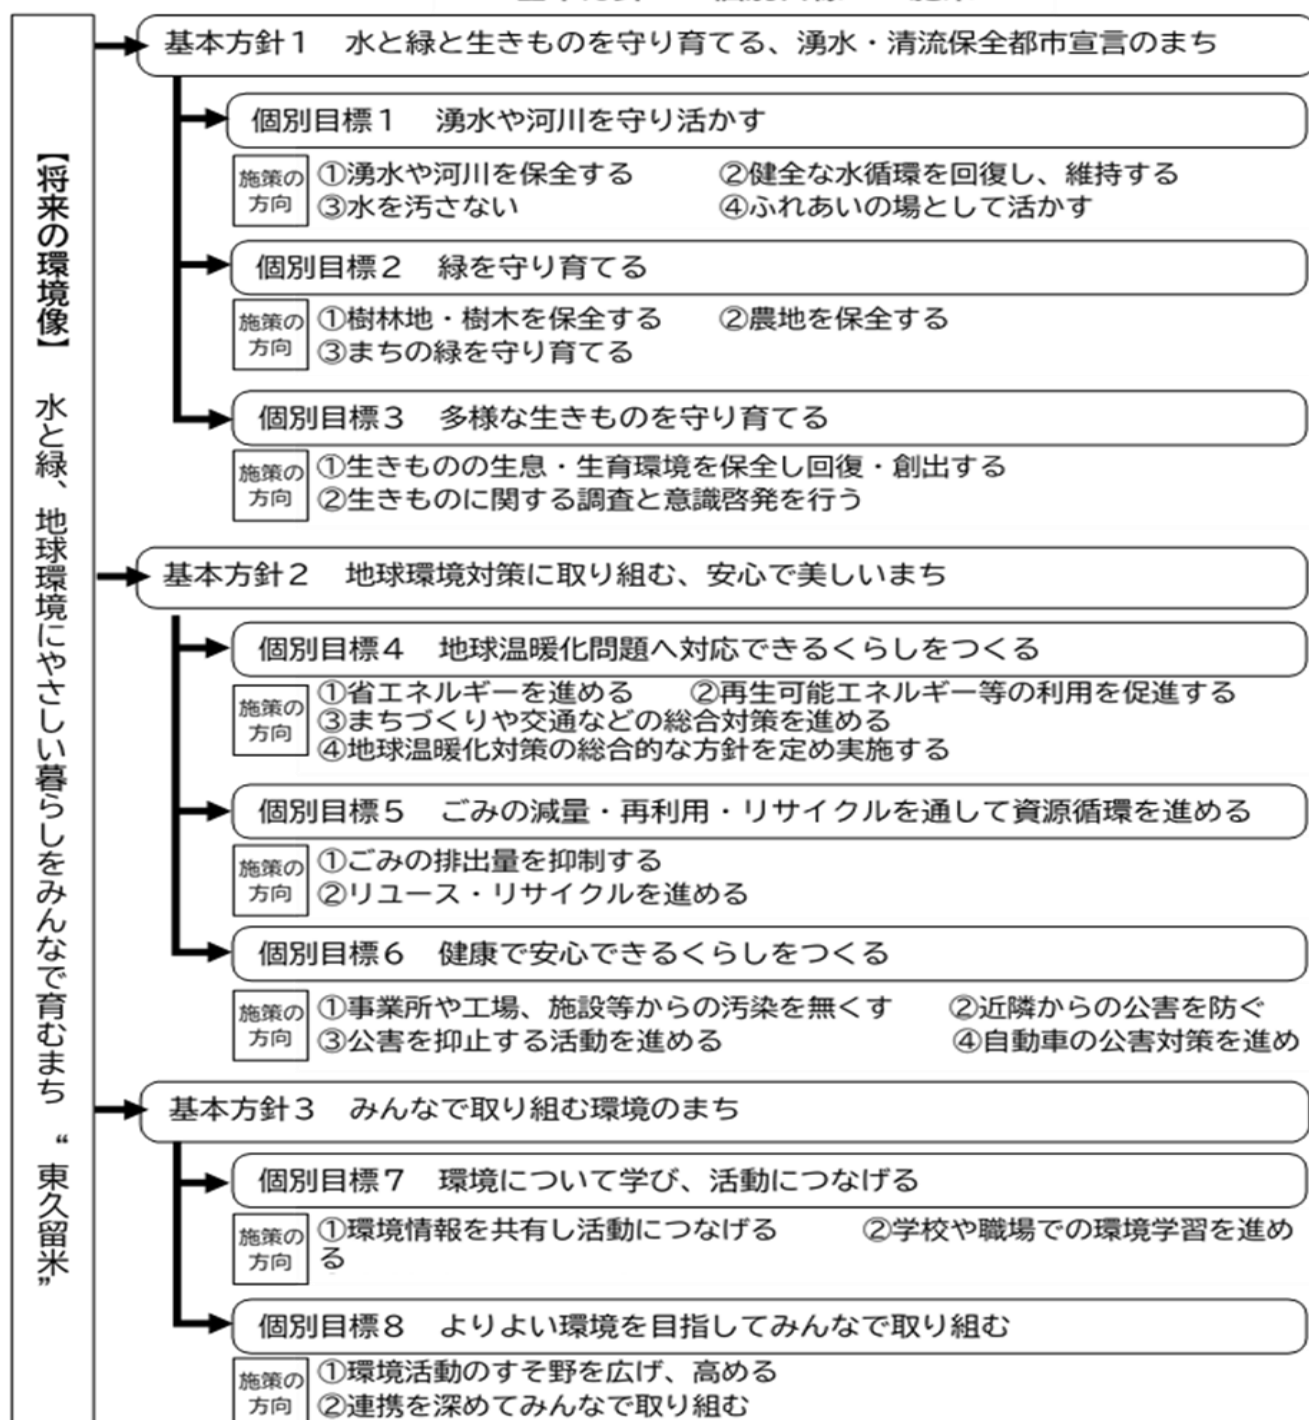 【将来の環境像】 水と緑、地球環境にやさしい暮らしをみんなで育むまち “東久留米”
基本方針１ 水と緑と生きものを守り育てる、湧水・清流保全都市宣言のまち
個別目標１ 湧水や河川を守り活かす
施策の方向
①湧水や河川を保全する ②健全な水循環を回復し、維持する
③水を汚さない ④ふれあいの場として活かす
個別目標２ 緑を守り育てる
施策の方向
①樹林地・樹木を保全する ②農地を保全する
③まちの緑を守り育てる
個別目標３ 多様な生きものを守り育てる
施策の方向
①生きものの生息・生育環境を保全し回復・創出する
②生きものに関する調査と意識啓発を行う
基本方針２ 地球環境対策に取り組む、安心で美しいまち
個別目標４ 地球温暖化問題へ対応できるくらしをつくる
施策の方向
①省エネルギーを進める ②再生可能エネルギー等の利用を促進する
③まちづくりや交通などの総合対策を進める
④地球温暖化対策の総合的な方針を定め実施する
個別目標５ ごみの減量・再利用・リサイクルを通して資源循環を進める
施策の方向
①ごみの排出量を抑制する
②リユース・リサイクルを進める
個別目標６ 健康で安心できるくらしをつくる
施策の方向
①事業所や工場、施設等からの汚染を無くす ②近隣からの公害を防ぐ
③公害を抑止する活動を進める ④自動車の公害対策を進め
基本方針３ みんなで取り組む環境のまち
個別目標７ 環境について学び、活動につなげる
施策の方向
①環境情報を共有し活動につなげる ②学校や職場での環境学習を進め
る
個別目標８ よりよい環境を目指してみんなで取り組む
施策の方向
①環境活動のすそ野を広げ、高める
②連携を深めてみんなで取り組む